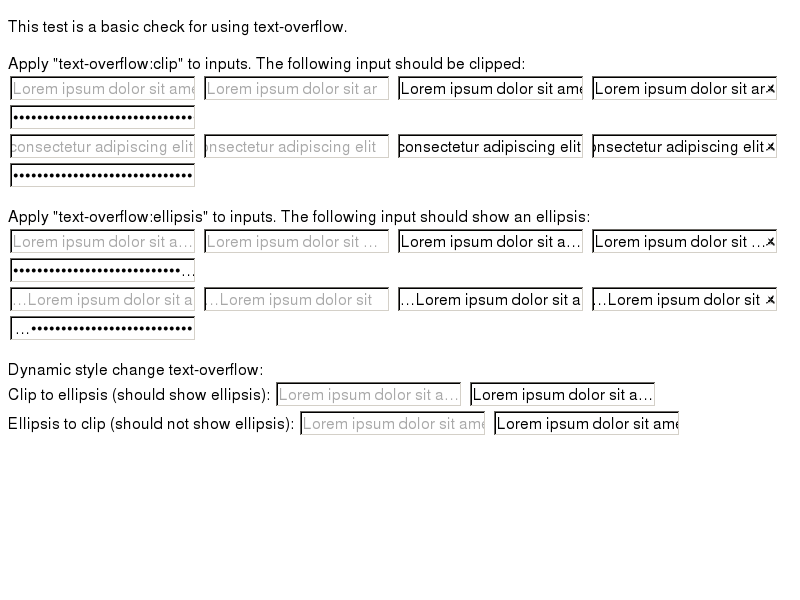 This test is a basic check for using text-overflow.
Apply "text-overflow:clip" to inputs. The following input should be clipped:
Lorem ipsum dolor sit ame Lorem ipsum dolor sit ar Lorem ipsum dolor sit ame Lorem ipsum dolor sit ar
••••••••••••••••••••••••••••••
consectetur adipiscing elit onsectetur adipiscing elit consectetur adipiscing elit onsectetur adipiscing elit
••••••••••••••••••••••••••••••
Apply "text-overflow:ellipsis" to inputs. The following input should show an ellipsis:
Lorem ipsum dolor sit a… Lorem ipsum dolor sit … Lorem ipsum dolor sit a… Lorem ipsum dolor sit …
••••••••••••••••••••••••••••…
…Lorem ipsum dolor sit a …Lorem ipsum dolor sit …Lorem ipsum dolor sit a …Lorem ipsum dolor sit
…•••••••••••••••••••••••••••
Dynamic style change text-overflow:
Clip to ellipsis (should show ellipsis): Lorem ipsum dolor sit a… Lorem ipsum dolor sit a…
Ellipsis to clip (should not show ellipsis): Lorem ipsum dolor sit ame Lorem ipsum dolor sit ame